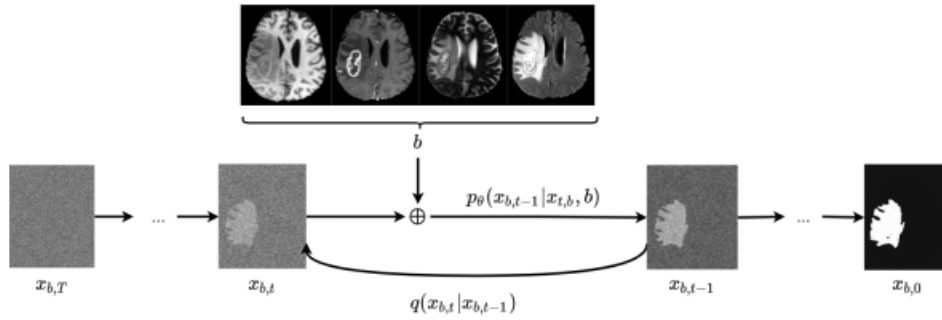 b
p_θ(x_{b,t−1}|x_{t,b}, b)
...
⊕
...
x_{b,T}
x_{b,t}
x_{b,t−1}
x_{b,0}
q(x_{b,t}|x_{b,t−1})